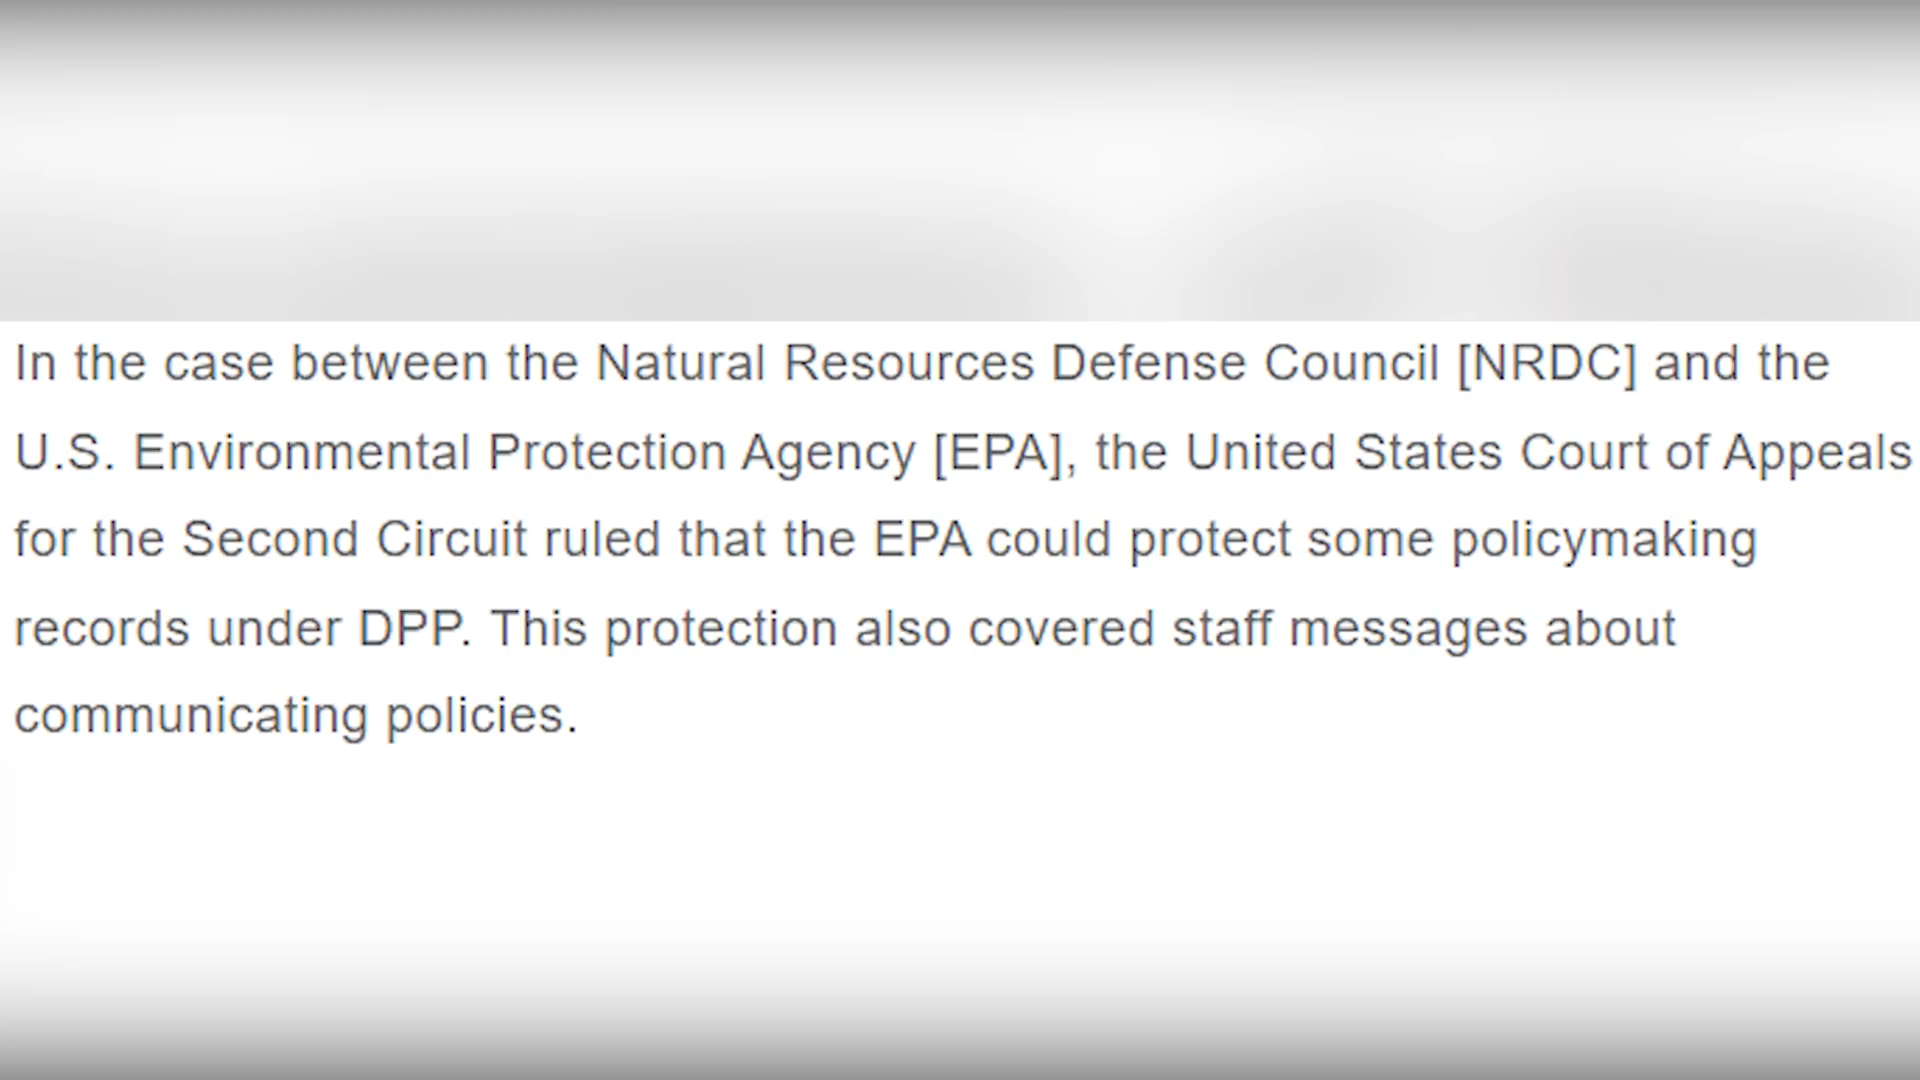 In the case between the Natural Resources Defense Council [NRDC] and the
U.S. Environmental Protection Agency [EPA], the United States Court of Appeals
for the Second Circuit ruled that the EPA could protect some policymaking
records under DPP. This protection also covered staff messages about
communicating policies.